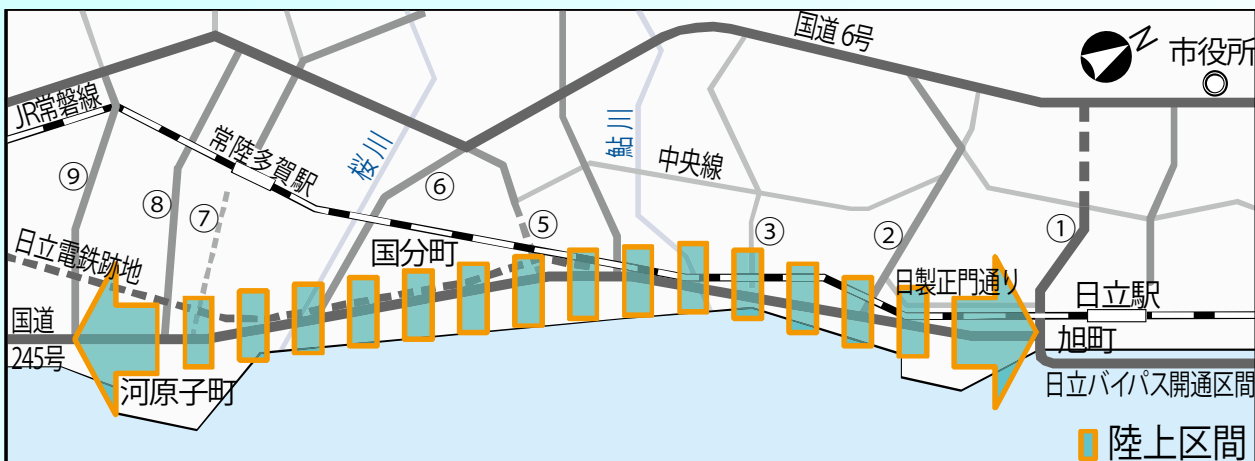 国道6号
N
市役所
JR常磐線
常陸多賀駅
桜川
鮎川
中央線
⑨
⑧
⑦
⑥
⑤
③
②
①
日立電鉄跡地
国分町
日製正門通り
日立駅
国道
245号
旭町
河原子町
日立バイパス開通区間
陸上区間